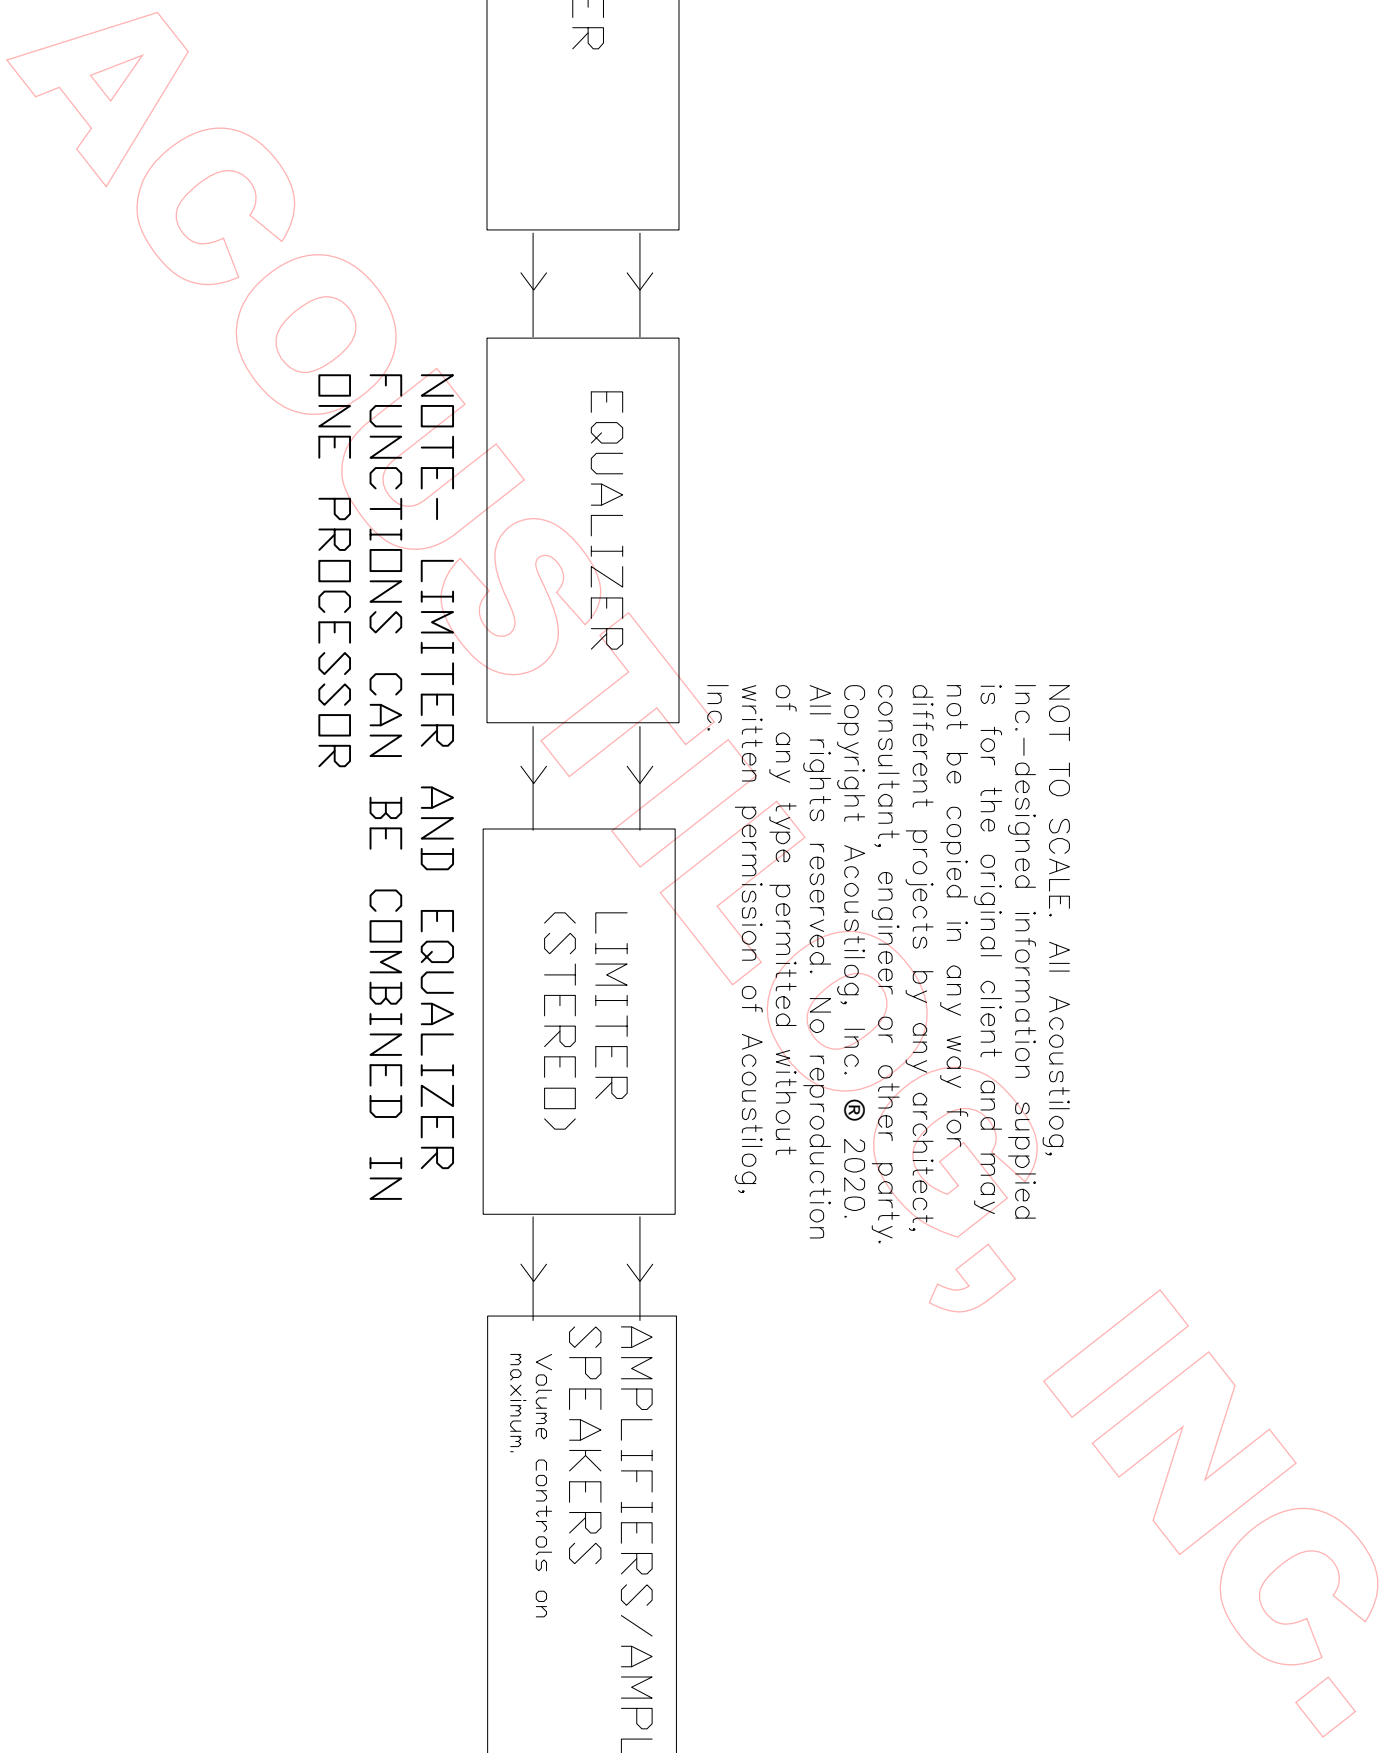 ER
NOT TO SCALE. All Acoustilog,
Inc.-designed information supplied
is for the original client and may
not be copied in any way for
different projects by any architect,
consultant, engineer or other party.
Copyright Acoustilog, Inc. ® 2020.
All rights reserved. No reproduction
of any type permitted without
written permission of Acoustilog,
Inc.
EQUALIZER
LIMITER
(STEREO)
AMPLIFIERS/AMPL
SPEAKERS
Volume controls on
maximum.
NOTE- LIMITER AND EQUALIZER
FUNCTIONS CAN BE COMBINED IN
ONE PROCESSOR
ACOUSTILOG, INC.